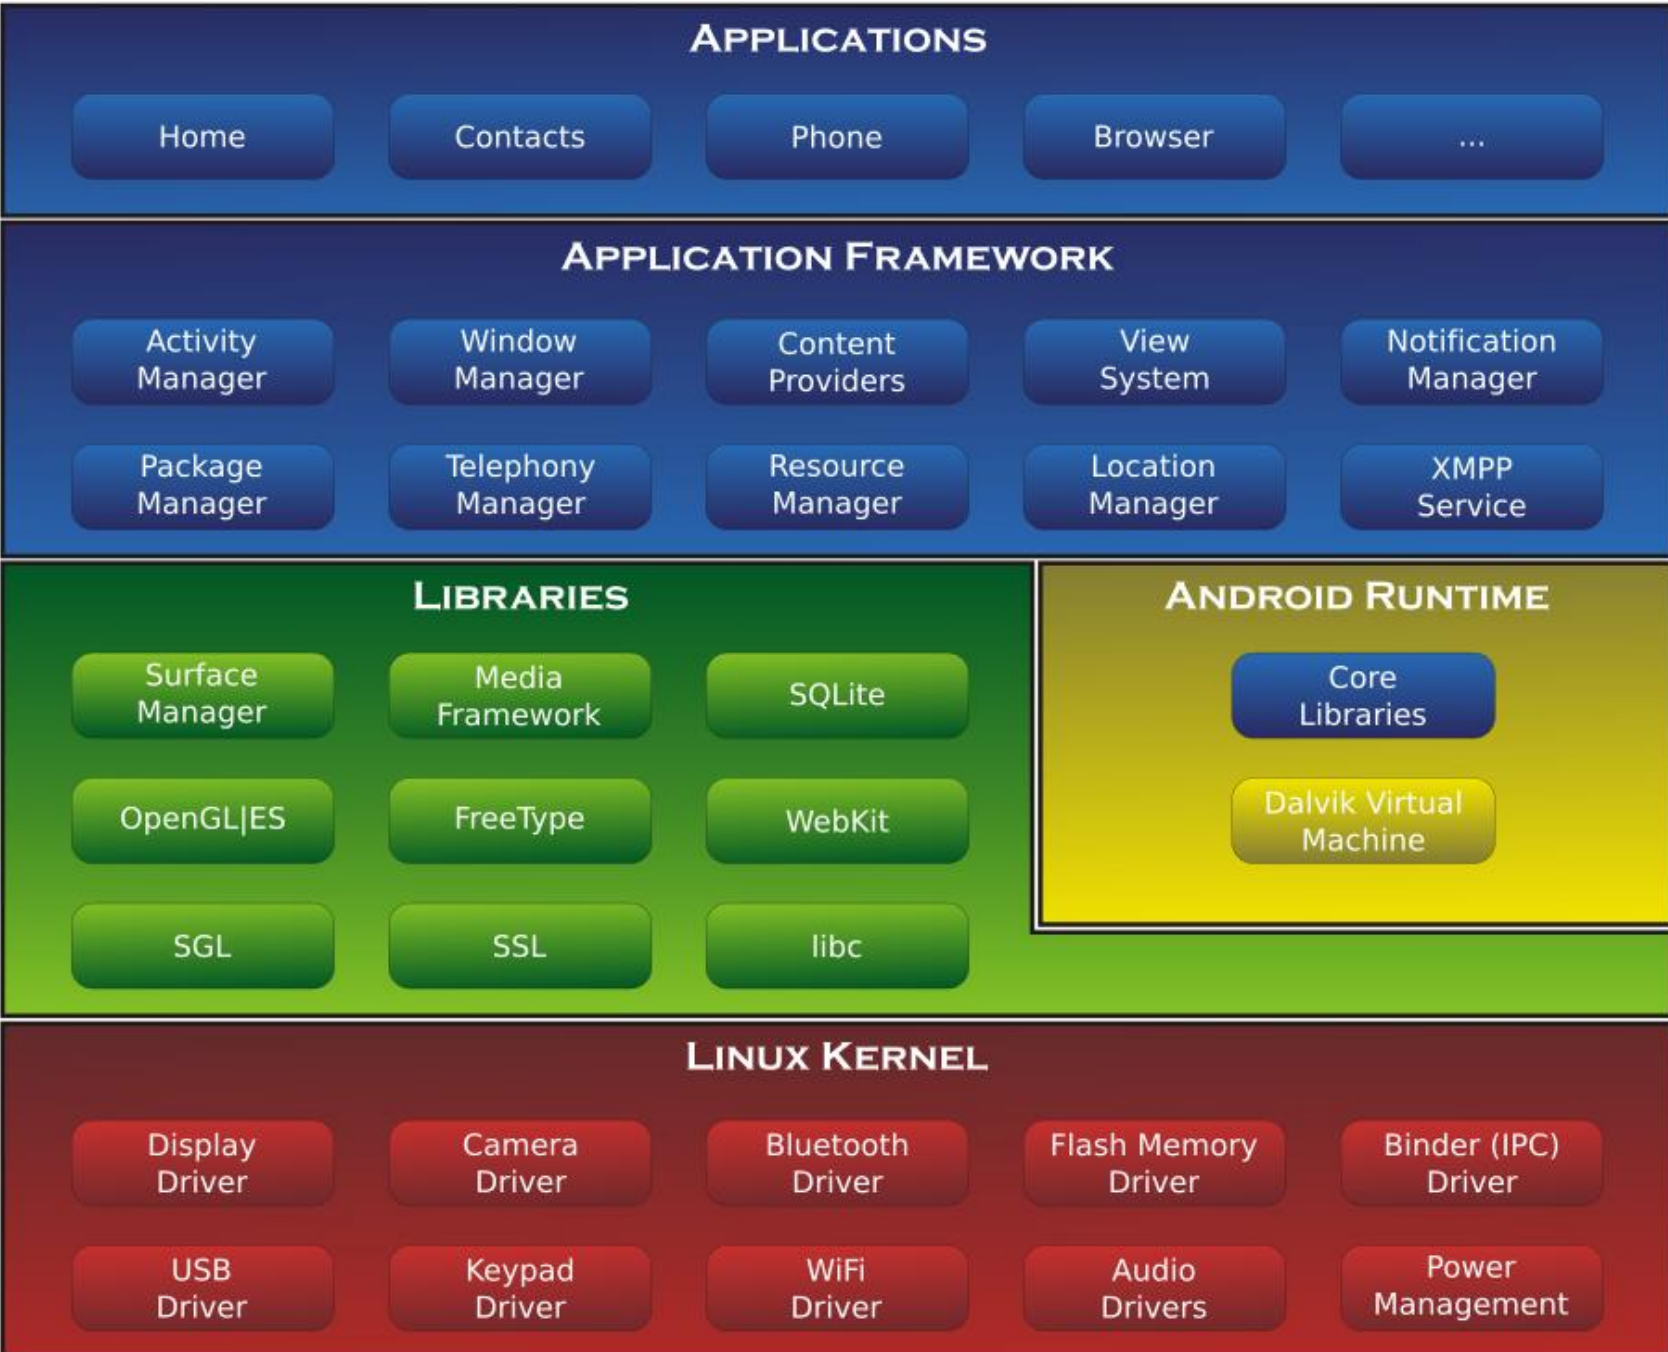 APPLICATIONS
Home
Contacts
Phone
Browser
...
APPLICATION FRAMEWORK
Activity
Manager
Window
Manager
Content
Providers
View
System
Notification
Manager
Package
Manager
Telephony
Manager
Resource
Manager
Location
Manager
XMPP
Service
LIBRARIES
Surface
Manager
Media
Framework
SQLite
OpenGL|ES
FreeType
WebKit
SGL
SSL
libc
ANDROID RUNTIME
Core
Libraries
Dalvik Virtual
Machine
LINUX KERNEL
Display
Driver
Camera
Driver
Bluetooth
Driver
Flash Memory
Driver
Binder (IPC)
Driver
USB
Driver
Keypad
Driver
WiFi
Driver
Audio
Drivers
Power
Management